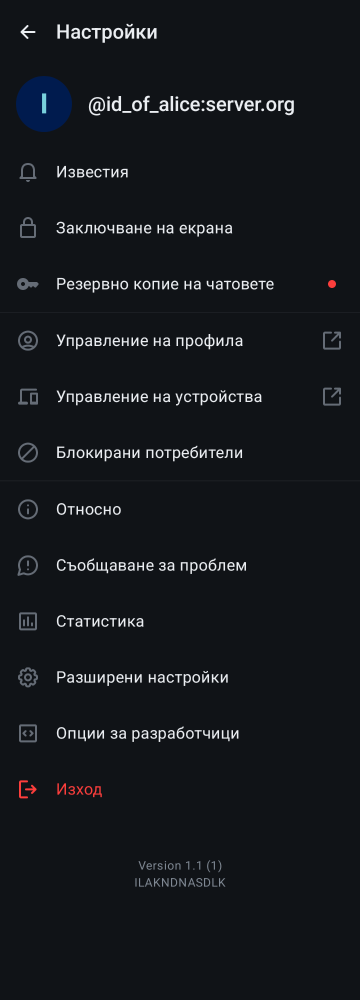 Настройки
I
@id_of_alice:server.org
Известия
Заключване на екрана
Резервно копие на чатовете
Управление на профила
Управление на устройства
Блокирани потребители
Относно
Съобщаване за проблем
Статистика
Разширени настройки
Опции за разработчици
Изход
Version 1.1 (1)
ILAKNDNASDLK